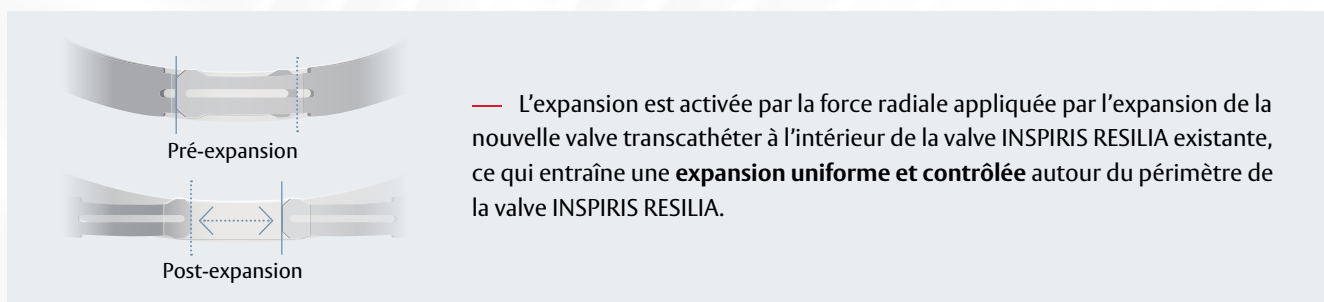 Pré-expansion
Post-expansion
— L’expansion est activée par la force radiale appliquée par l’expansion de la
nouvelle valve transcathéter à l’intérieur de la valve INSPIRIS RESILIA existante,
ce qui entraîne une expansion uniforme et contrôlée autour du périmètre de
la valve INSPIRIS RESILIA.